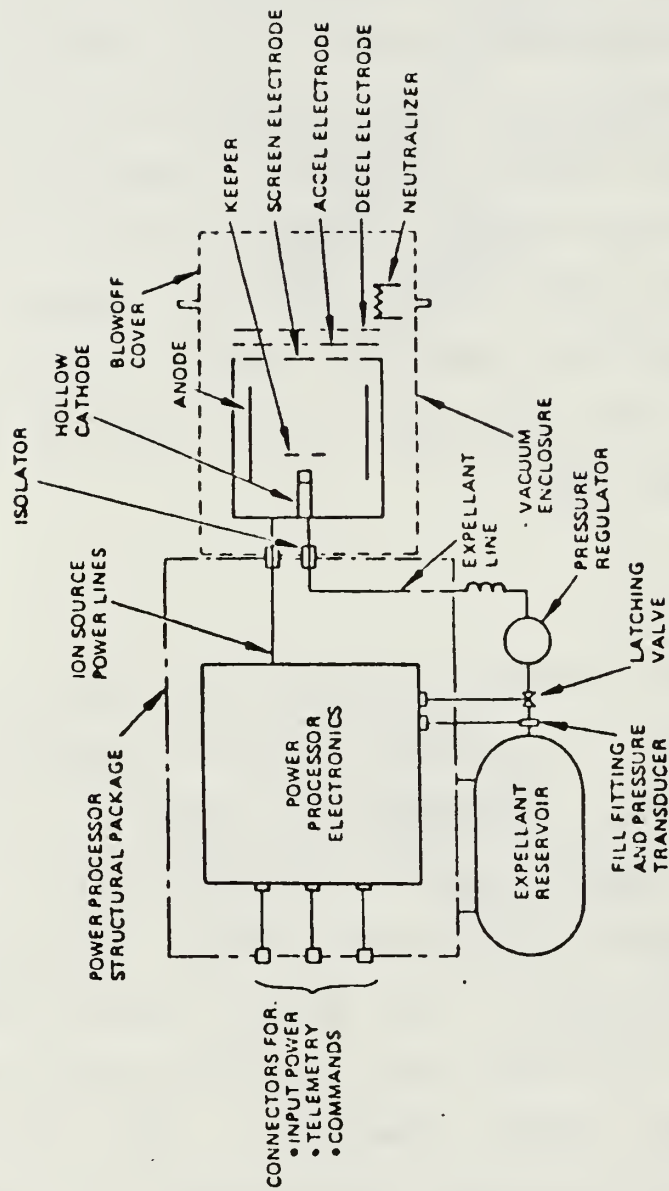 POWER PROCESSOR
STRUCTURAL PACKAGE
ION SOURCE
POWER LINES
ISOLATOR
HOLLOW
CATHODE
ANODE
BLOWOFF
COVER
KEEPER
SCREEN ELECTRODE
ACCEL ELECTRODE
DECEL ELECTRODE
NEUTRALIZER
CONNECTORS FOR.
• INPUT POWER
• TELEMETRY
• COMMANDS
POWER
PROCESSOR
ELECTRONICS
EXPELLANT
LINE
VACUUM
ENCLOSURE
EXPELLANT
RESERVOIR
PRESSURE
REGULATOR
LATCHING
VALVE
FILL FITTING
AND PRESSURE
TRANSDUCER